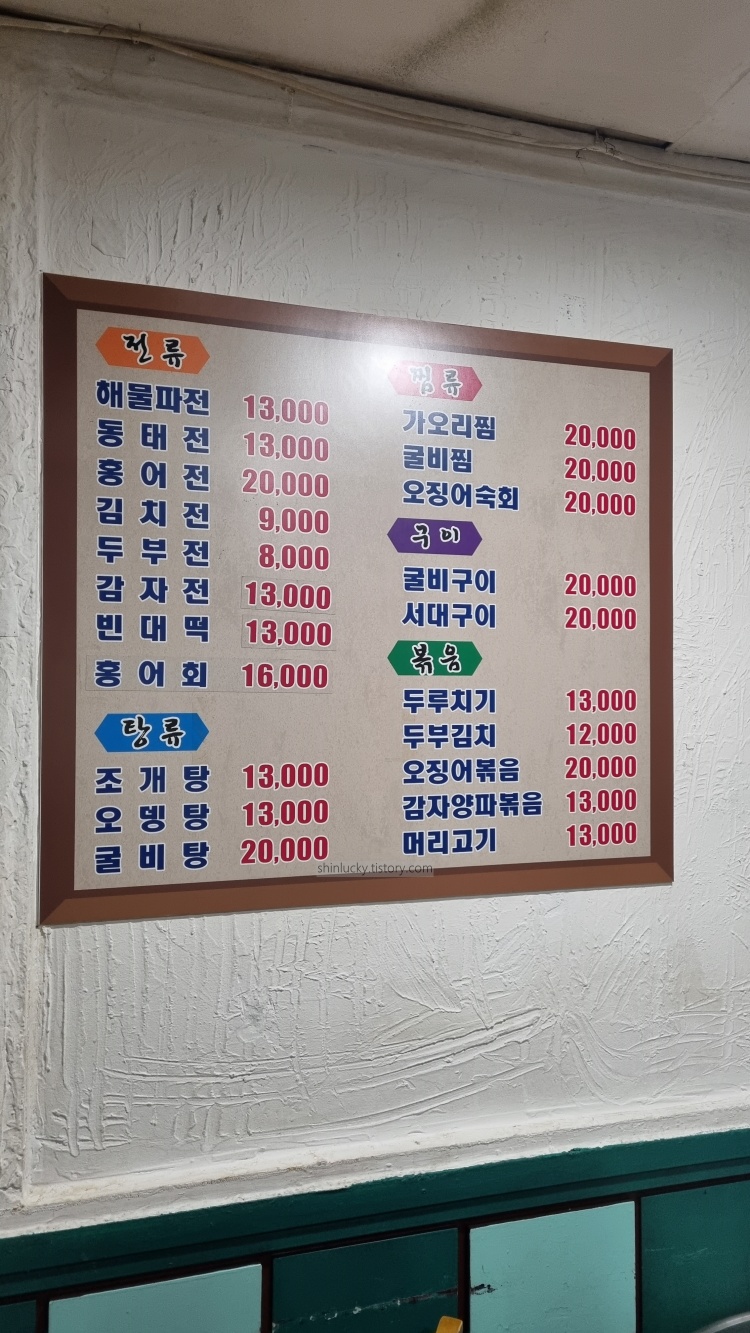 전류
해물파전 13,000
동태전 13,000
홍어전 20,000
김치전 9,000
두부전 8,000
감자전 13,000
빈대떡 13,000
홍어회 16,000
탕류
조개탕 13,000
오뎅탕 13,000
굴비탕 20,000
찜류
가오리찜 20,000
굴비찜 20,000
오징어숙회 20,000
구이
굴비구이 20,000
서대구이 20,000
볶음
두루치기 13,000
두부김치 12,000
오징어볶음 20,000
감자양파볶음 13,000
머리고기 13,000
shinlucky.tistory.com